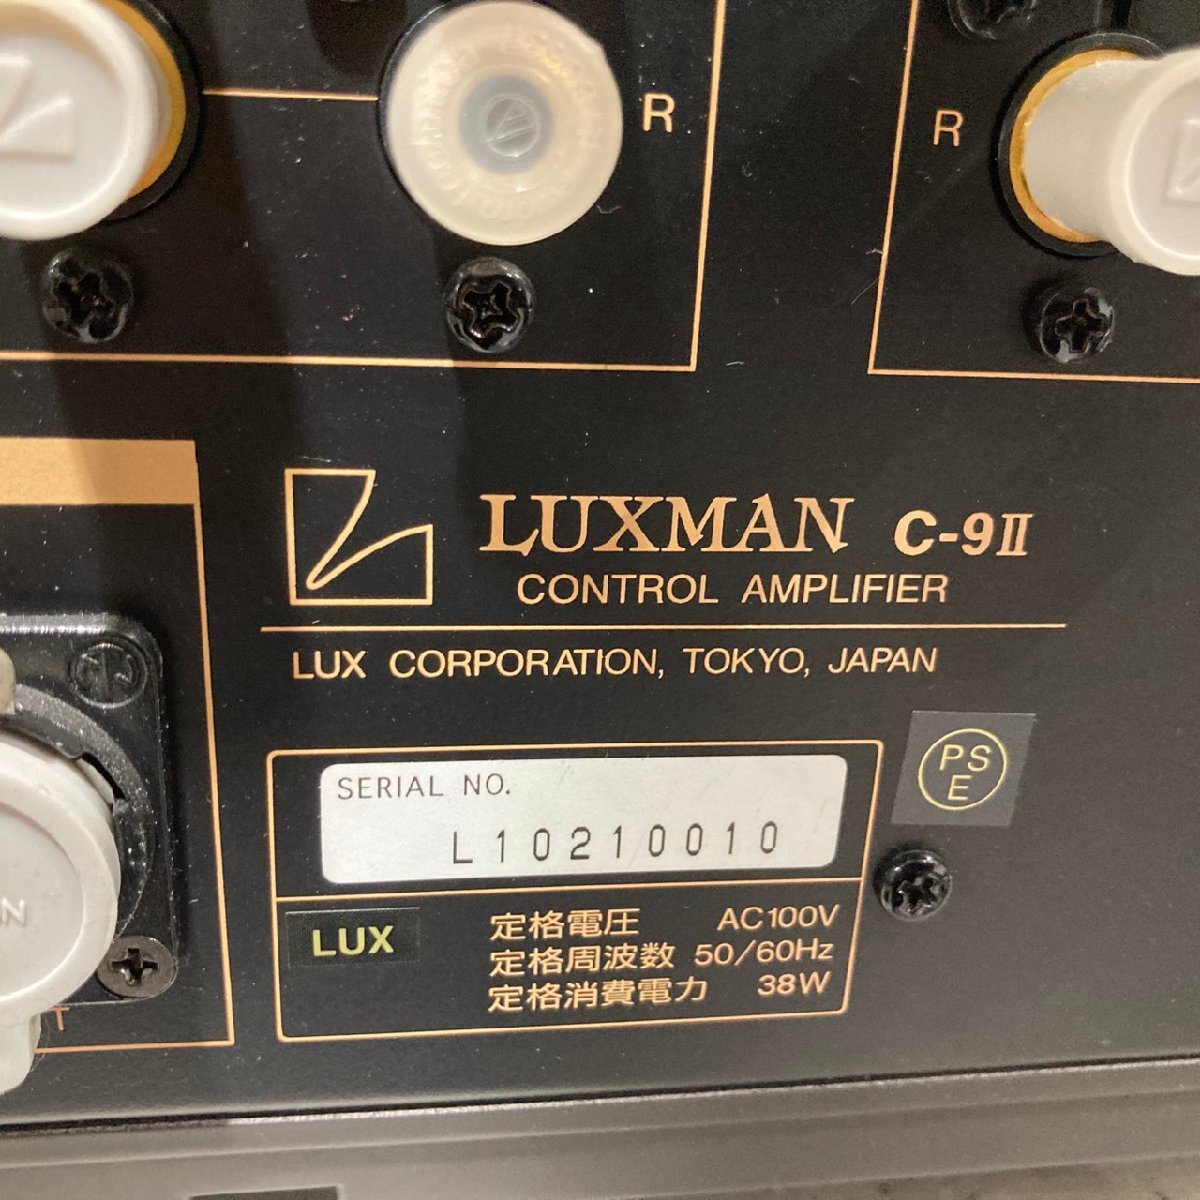 R
R
LUXMAN C-9II
CONTROL AMPLIFIER
LUX CORPORATION, TOKYO, JAPAN
PS
E
SERIAL NO.
L10210010
LUX
定格電圧 AC100V
定格周波数 50/60Hz
定格消費電力 38W